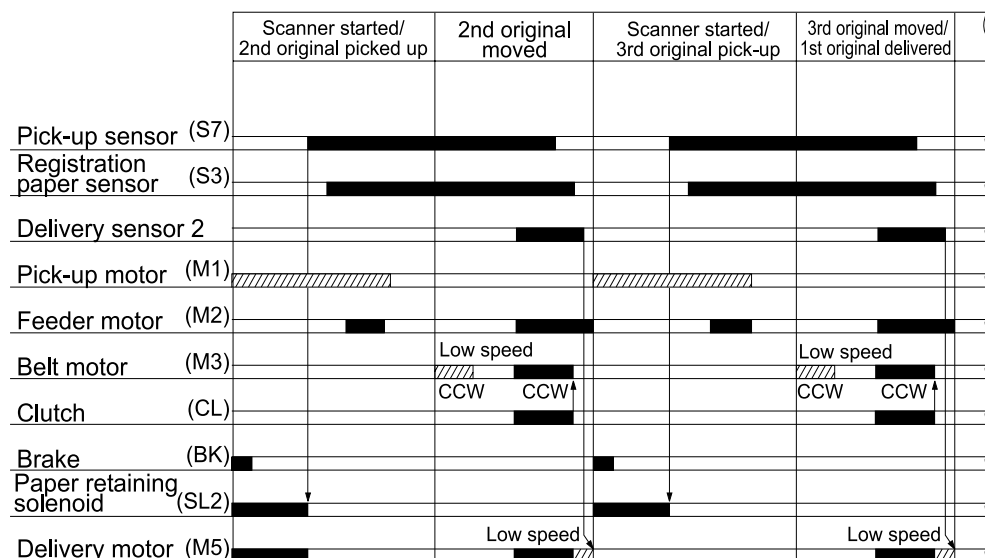 Scanner started/
2nd original picked up
2nd original
moved
Scanner started/
3rd original pick-up
3rd original moved/
1st original delivered
(
Pick-up sensor (S7)
Registration
paper sensor (S3)
Delivery sensor 2
Pick-up motor (M1)
Feeder motor (M2)
Low speed
Low speed
Belt motor (M3)
CCW
CCW
CCW
CCW
Clutch (CL)
Brake (BK)
Paper retaining
solenoid (SL2)
Low speed
Low speed
Delivery motor (M5)